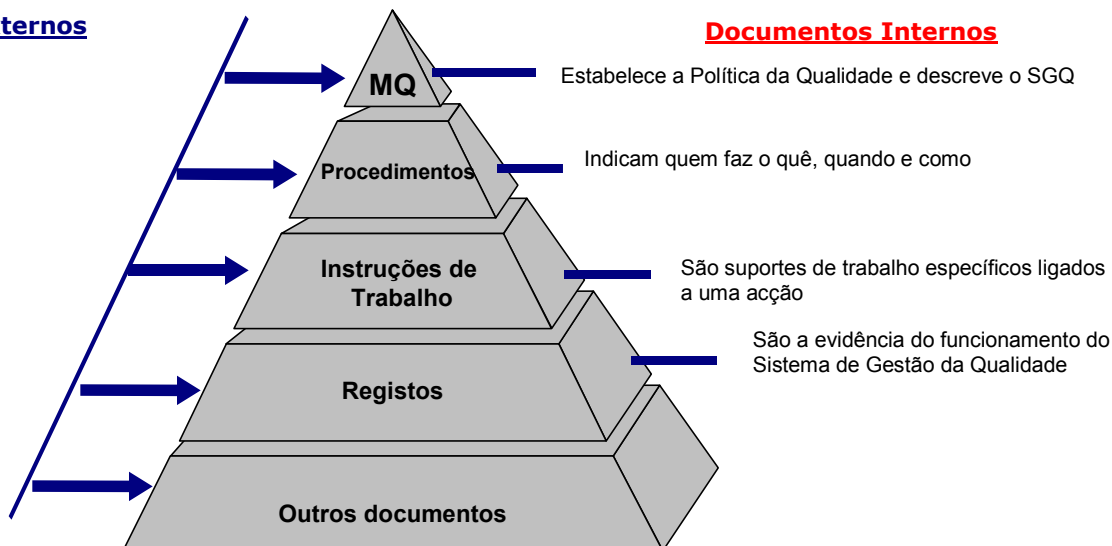 ternos
Documentos Internos
MQ
Estabelece a Política da Qualidade e descreve o SGQ
Procedimentos
Indicam quem faz o quê, quando e como
Instruções de
Trabalho
São suportes de trabalho específicos ligados
a uma acção
São a evidência do funcionamento do
Sistema de Gestão da Qualidade
Registos
Outros documentos